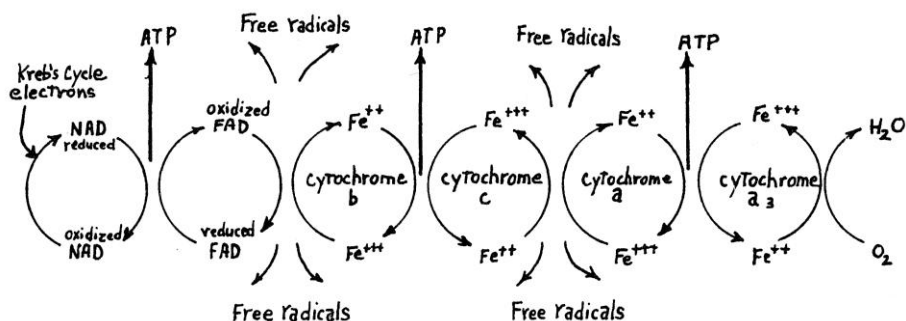 Free radicals
Free radicals
ATP
ATP
ATP
Kreb's Cycle
electrons
NAD
reduced
oxidized
FAD
Fe++
Fe+++
Fe++
Fe+++
H₂O
cytochrome
b
cytochrome
c
cytochrome
a
cytochrome
a₃
oxidized
NAD
reduced
FAD
Fe+++
Fe++
Fe+++
Fe++
O₂
Free radicals
Free radicals